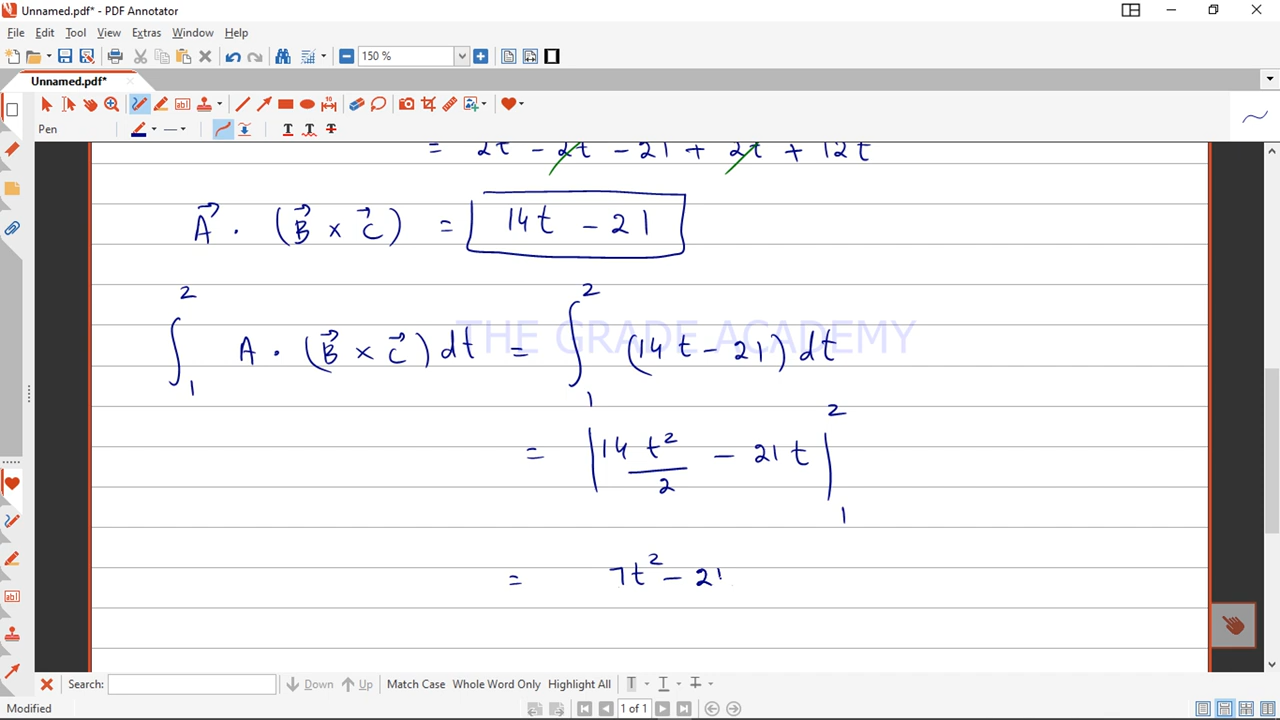 Unnamed.pdf* - PDF Annotator
File Edit Tool View Extras Window Help
150 %
Unnamed.pdf*
Pen
= 2t - 2t - 21 + 2t + 12t
A⃗ · (B⃗ × C⃗) = 14t - 21
∫₁² A · (B⃗ × C⃗) dt = ∫₁² (14t - 21) dt
THE GRADE ACADEMY
= |14 t²/2 - 21t|₁²
= 7t² - 21
Search: Down Up Match Case Whole Word Only Highlight All T T T
Modified 1 of 1